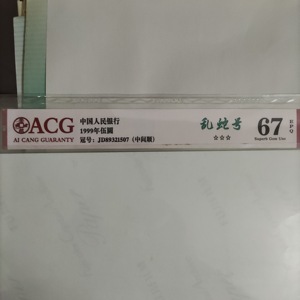 ACG
AI CANG GUARANTY
中国人民银行
1999年伍圆
冠号: JD89321507 (中间版)
乱蛇号
☆☆☆
67
EPQ
Superb Gem Unc